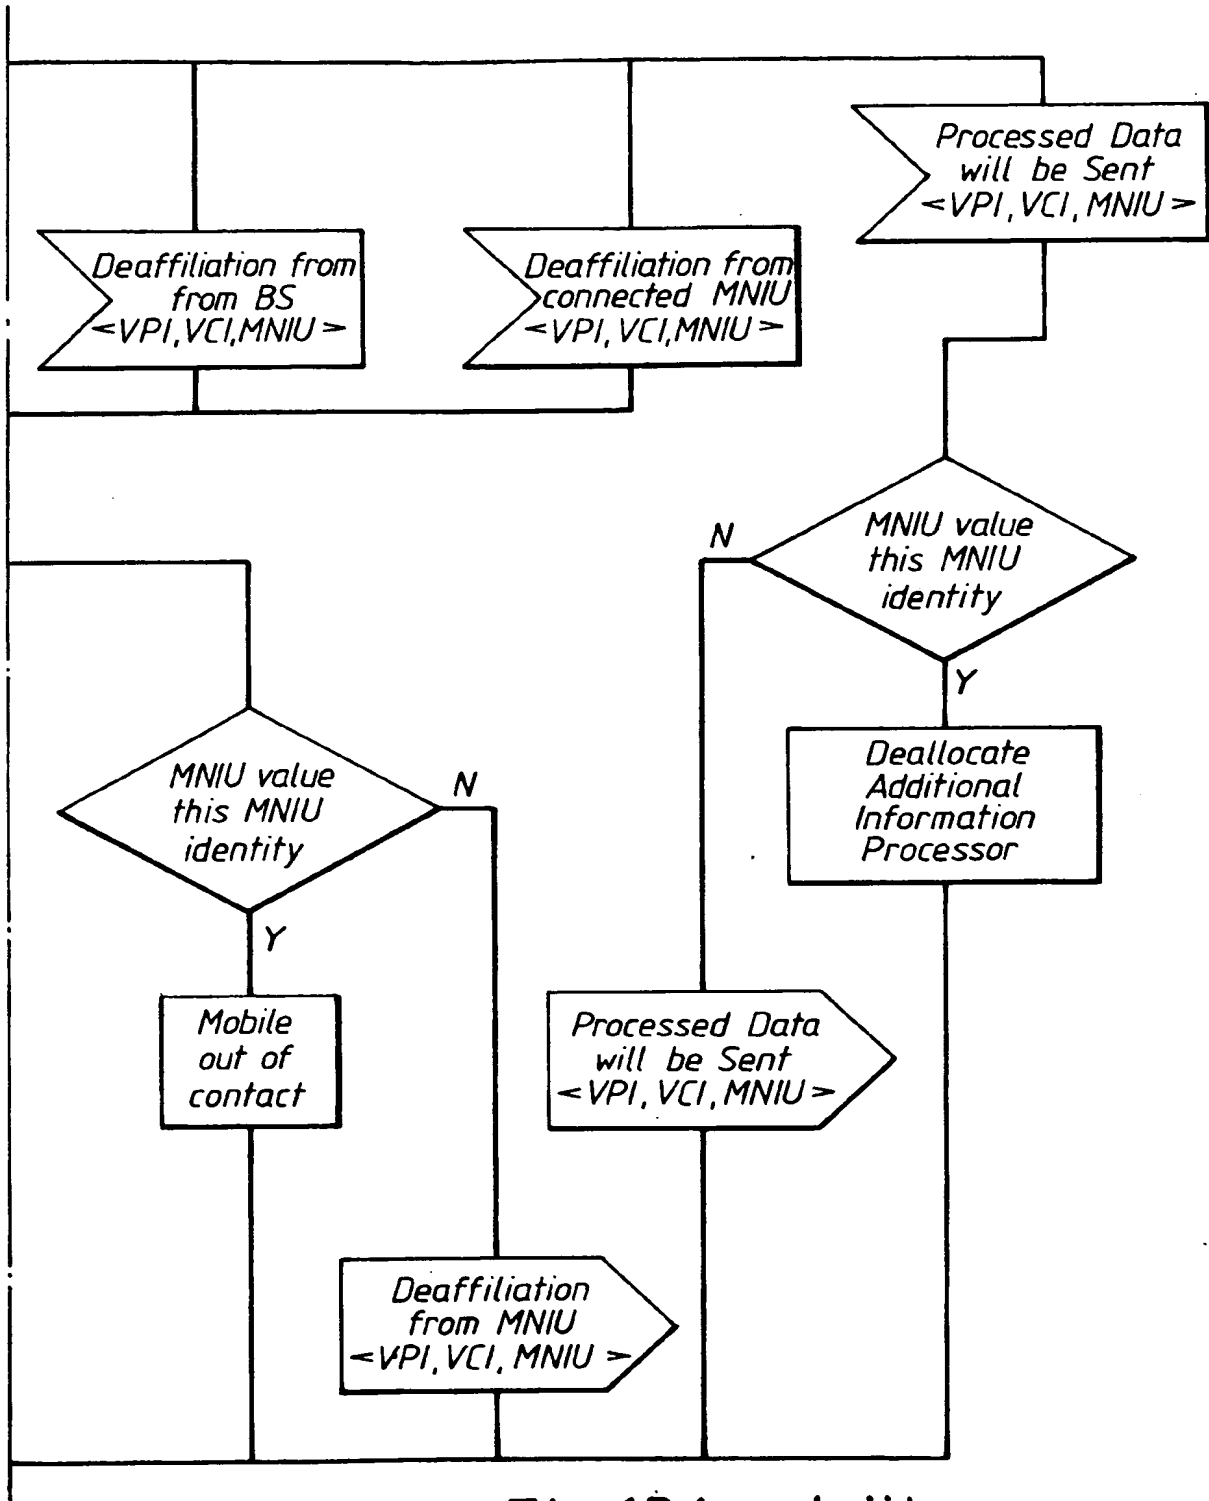 Processed Data
will be Sent
<VPI, VCI, MNIU>
Deaffiliation from
from BS
<VPI, VCI, MNIU>
Deaffiliation from
connected MNIU
<VPI, VCI, MNIU>
MNIU value
this MNIU
identity
N
Y
Deallocate
Additional
Information
Processor
MNIU value
this MNIU
identity
N
Y
Mobile
out of
contact
Processed Data
will be Sent
<VPI, VCI, MNIU>
Deaffiliation
from MNIU
<VPI, VCI, MNIU>